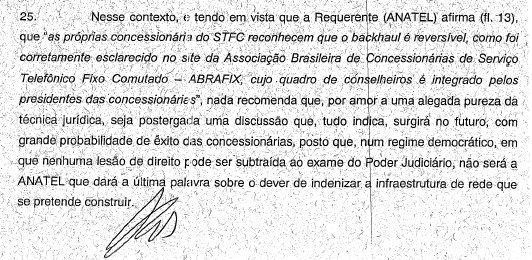 25. Nesse contexto, e tendo em vista que a Requerente (ANATEL) afirma (fl. 13),
que "as próprias concessionária do STFC reconhecem que o backhaul é reversível, como foi
corretamente esclarecido no site da Associação Brasileira de Concessionárias de Serviço
Telefônico Fixo Comutado – ABRAFIX, cujo quadro de conselheiros é integrado pelos
presidentes das concessionárias", nada recomenda que, por amor a uma alegada pureza da
técnica jurídica, seja postergada uma discussão que, tudo indica, surgirá no futuro, com
grande probabilidade de êxito das concessionárias, posto que, num regime democrático, em
que nenhuma lesão de direito pode ser subtraída ao exame do Poder Judiciário, não será a
ANATEL que dará a última palavra sobre o dever de indenizar a infraestrutura de rede que
se pretende construir.